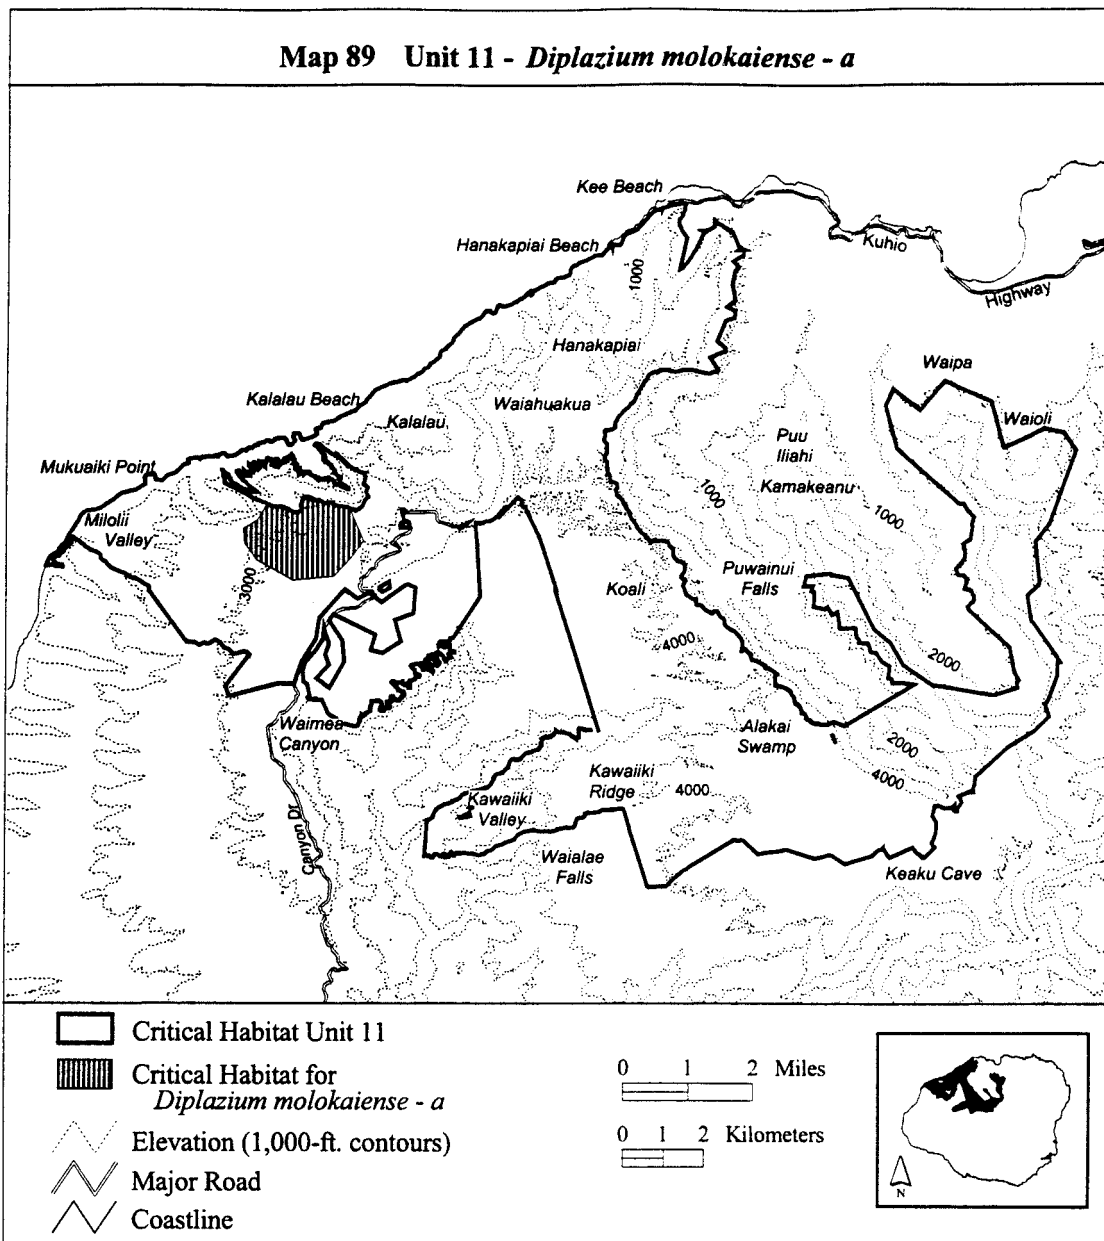 Map 89 Unit 11 - Diplazium molokaiense - a
Kee Beach
Hanakapiai Beach
Kuhio
Highway
1000
Hanakapiai
Waipa
Kalalau Beach
Waiahuakua
Kalalau
Waioli
Puu
Iliahi
Mukuaiki Point
Kamakeanu
1000
1000
Milolii
Valley
3000
Puwainui
Falls
Koali
4000
2000
Waimea
Canyon
Alakai
Swamp
2000
4000
Kawaiiki
Ridge
4000
Kawaiiki
Valley
Canyon Dr
Waialae
Falls
Keaku Cave
Critical Habitat Unit 11
Critical Habitat for
Diplazium molokaiense - a
Elevation (1,000-ft. contours)
Major Road
Coastline
0 1 2 Miles
0 1 2 Kilometers
N